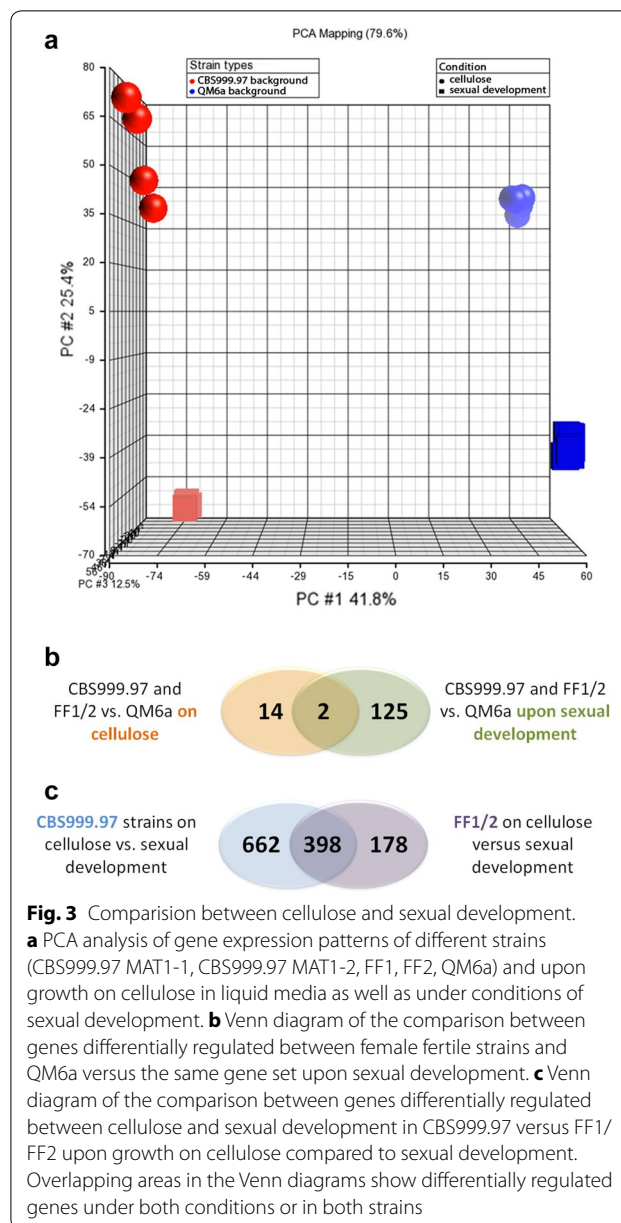 a
PCA Mapping (79.6%)
Strain types
CBS999.97 background
QM6a background
Condition
cellulose
sexual development
80
65
50
35
20
5
-9
-24
-39
-54
-70
PC #2 25.4%
PC #3 12.5%
-90
-74
-59
-44
-29
-15
0
15
30
45
60
PC #1 41.8%
b
CBS999.97 and
FF1/2 vs. QM6a on
cellulose
14
2
125
CBS999.97 and FF1/2
vs. QM6a upon sexual
development
c
CBS999.97 strains on
cellulose vs. sexual
development
662
398
178
FF1/2 on cellulose
versus sexual
development
Fig. 3 Comparision between cellulose and sexual development.
a PCA analysis of gene expression patterns of different strains
(CBS999.97 MAT1-1, CBS999.97 MAT1-2, FF1, FF2, QM6a) and upon
growth on cellulose in liquid media as well as under conditions of
sexual development. b Venn diagram of the comparison between
genes differentially regulated between female fertile strains and
QM6a versus the same gene set upon sexual development. c Venn
diagram of the comparison between genes differentially regulated
between cellulose and sexual development in CBS999.97 versus FF1/
FF2 upon growth on cellulose compared to sexual development.
Overlapping areas in the Venn diagrams show differentially regulated
genes under both conditions or in both strains